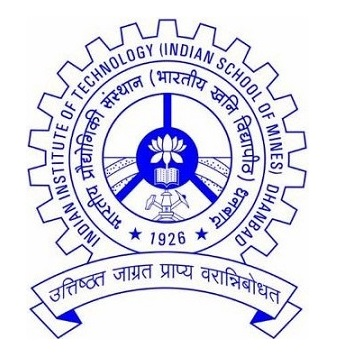 INDIAN INSTITUTE OF TECHNOLOGY (INDIAN SCHOOL OF MINES) DHANBAD
भारतीय प्रौद्योगिकी संस्थान (भारतीय खनि विद्यापीठ) धनबाद
★ 1926 ★
उत्तिष्ठत जाग्रत प्राप्य वरान्निबोधत